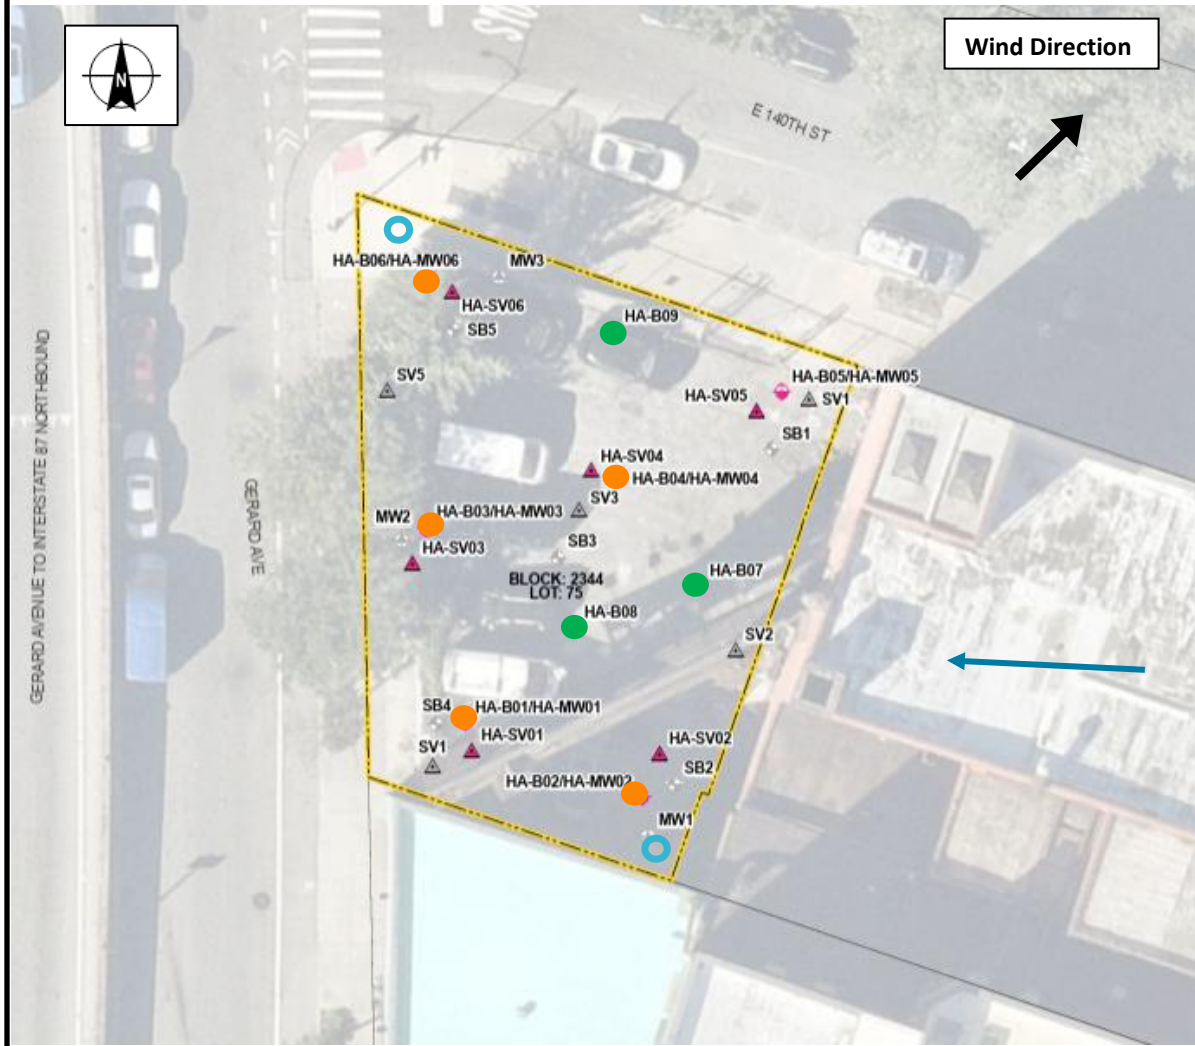 N
Wind Direction
E 140TH ST
HA-B06/HA-MW06
MW3
HA-SV06
SB5
HA-B09
SV5
HA-B05/HA-MW05
HA-SV05
SV1
SB1
HA-SV04
HA-B04/HA-MW04
SV3
HA-B03/HA-MW03
MW2
HA-SV03
SB3
BLOCK: 2344
LOT: 75
HA-B07
HA-B08
SV2
GERARD AVENUE TO INTERSTATE 87 NORTHBOUND
GERARD AVE
SB4
HA-B01/HA-MW01
HA-SV01
SV1
HA-SV02
SB2
HA-B02/HA-MW02
MW1